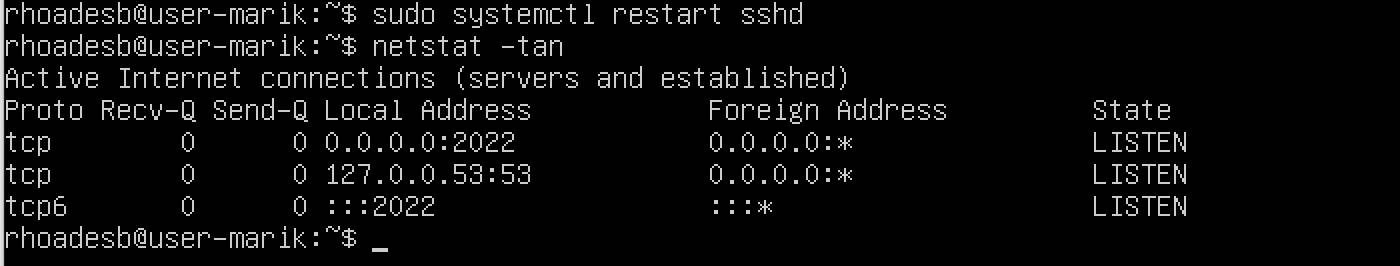 rhoadesb@user-marik:~$ sudo systemctl restart sshd
rhoadesb@user-marik:~$ netstat -tan
Active Internet connections (servers and established)
Proto Recv-Q Send-Q Local Address           Foreign Address         State
tcp        0      0 0.0.0.0:2022            0.0.0.0:*               LISTEN
tcp        0      0 127.0.0.53:53           0.0.0.0:*               LISTEN
tcp6       0      0 :::2022                 :::*                    LISTEN
rhoadesb@user-marik:~$ _